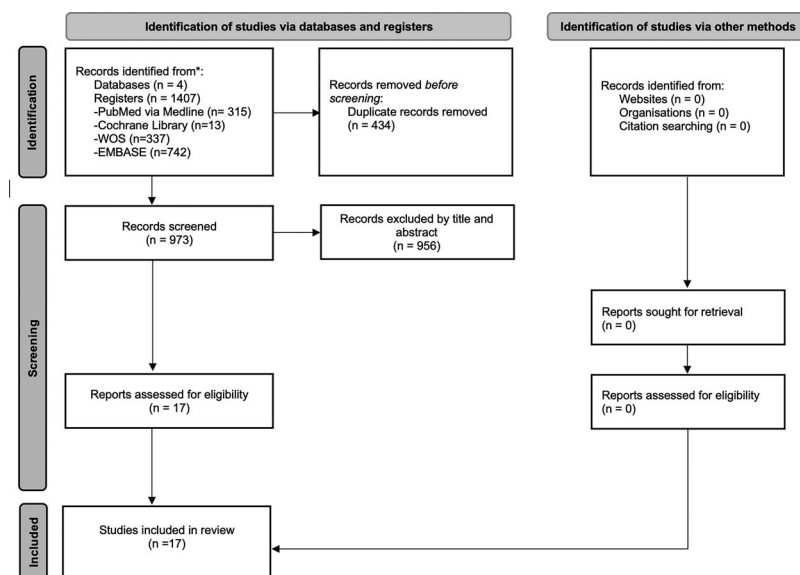 Identification of studies via databases and registers
Identification of studies via other methods
Identification
Records identified from*:
Databases (n = 4)
Registers (n = 1407)
-PubMed via Medline (n= 315)
-Cochrane Library (n=13)
-WOS (n=337)
-EMBASE (n=742)
Records removed before
screening:
Duplicate records removed
(n = 434)
Records identified from:
Websites (n = 0)
Organisations (n = 0)
Citation searching (n = 0)
Screening
Records screened
(n = 973)
Records excluded by title and
abstract
(n = 956)
Reports sought for retrieval
(n = 0)
Reports assessed for eligibility
(n = 17)
Reports assessed for eligibility
(n = 0)
Included
Studies included in review
(n =17)